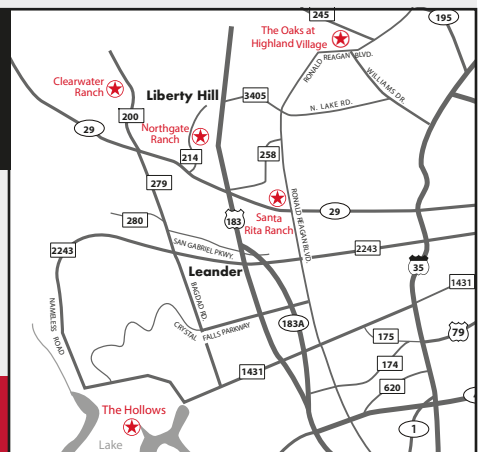 245
195
The Oaks at
Highland Village
RONALD REAGAN BLVD.
WILLIAMS DR.
Clearwater
Ranch
Liberty Hill
3405
N. LAKE RD.
200
29
Northgate
Ranch
214
258
279
RONALD REAGAN BLVD.
280
183
Santa
Rita Ranch
29
2243
SAN GABRIEL PKWY.
2243
Leander
35
1431
NAMELESS ROAD
BAGDAD RD.
CRYSTAL FALLS PARKWAY
183A
175
79
174
1431
620
The Hollows
1
Lake